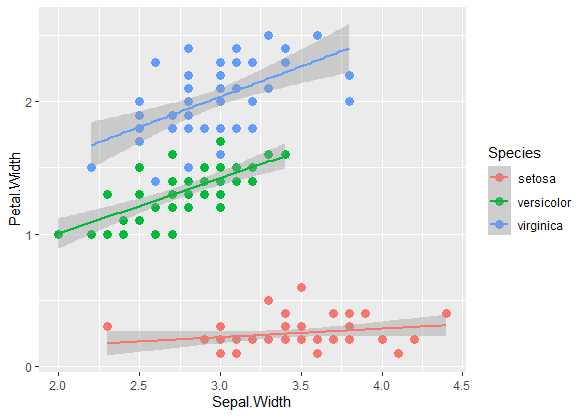 Petal.Width
2
1
0
2.0 2.5 3.0 3.5 4.0 4.5
Sepal.Width
Species
setosa
versicolor
virginica